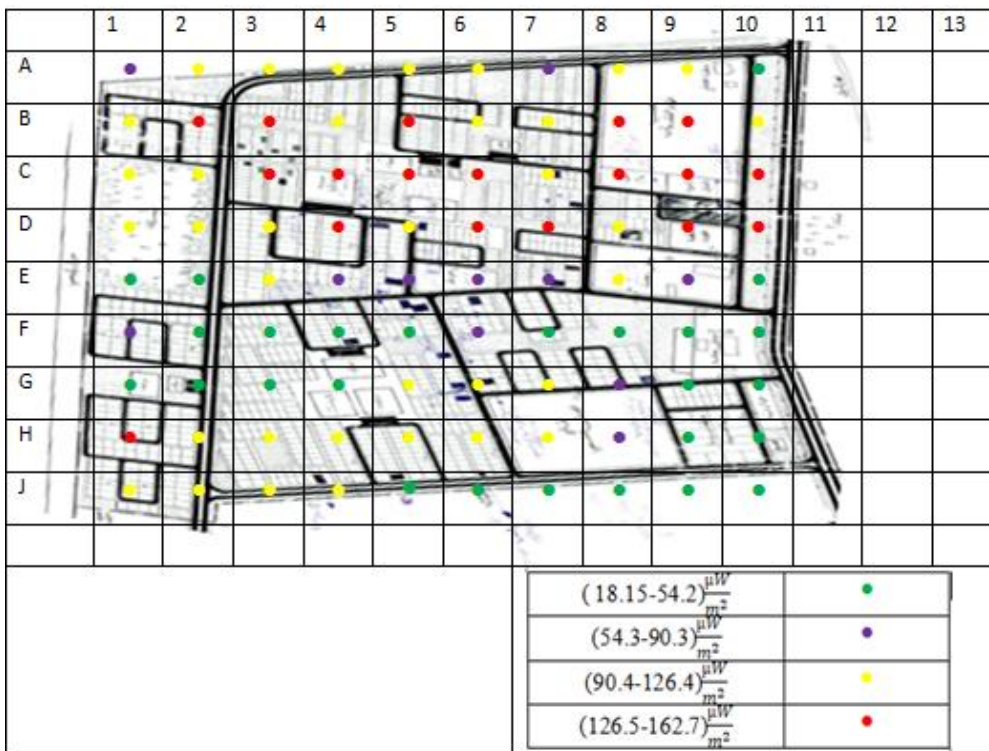 1 2 3 4 5 6 7 8 9 10 11 12 13
A
B
C
D
E
F
G
H
J
(18.15-54.2) μW/m²
(54.3-90.3) μW/m²
(90.4-126.4) μW/m²
(126.5-162.7) μW/m²